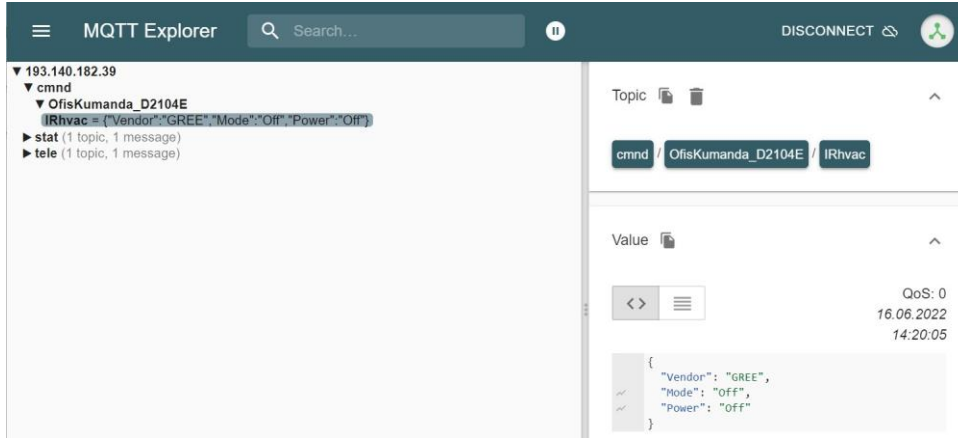 MQTT Explorer
Search...
DISCONNECT
▼ 193.140.182.39
▼ cmnd
▼ OfisKumanda_D2104E
IRhvac = {"Vendor":"GREE","Mode":"Off","Power":"Off"}
▶ stat (1 topic, 1 message)
▶ tele (1 topic, 1 message)
Topic
cmnd / OfisKumanda_D2104E / IRhvac
Value
QoS: 0
16.06.2022
14:20:05
{
"Vendor": "GREE",
"Mode": "Off",
"Power": "Off"
}